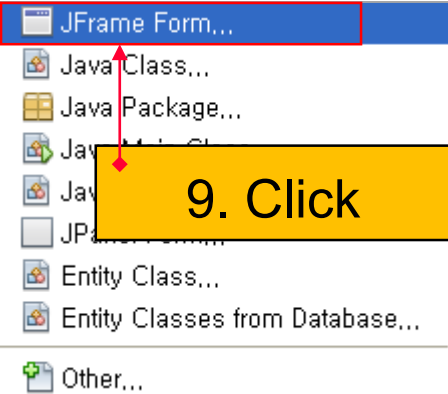 JFrame Form...
Java Class...
Java Package...
9. Click
Entity Class...
Entity Classes from Database...
Other...